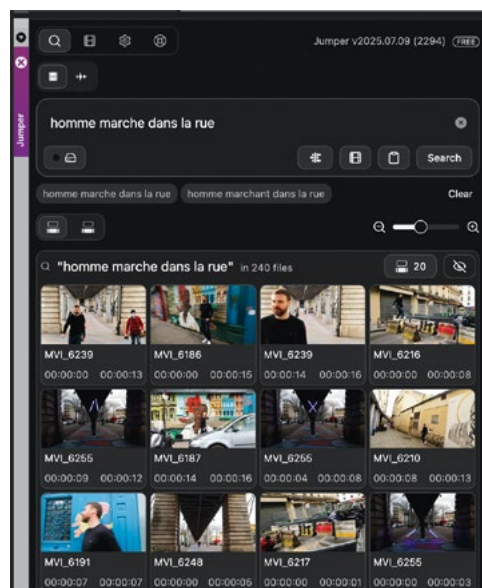 Jumper v2025.07.09 (2294) FREE
Jumper
homme marche dans la rue
Search
homme marche dans la rue homme marchant dans la rue Clear
"homme marche dans la rue" in 240 files 20
MVI_6239 MVI_6186 MVI_6239 MVI_6216
00:00:00 00:00:13 00:00:00 00:00:15 00:00:14 00:00:16 00:00:00 00:00:08
MVI_6255 MVI_6187 MVI_6255 MVI_6210
00:00:09 00:00:12 00:00:14 00:00:16 00:00:04 00:00:08 00:00:08 00:00:13
MVI_6191 MVI_6248 MVI_6217 MVI_6255
00:00:07 00:00:07 00:00:00 00:00:05 00:00:00 00:00:01 00:00:00 00:00:03